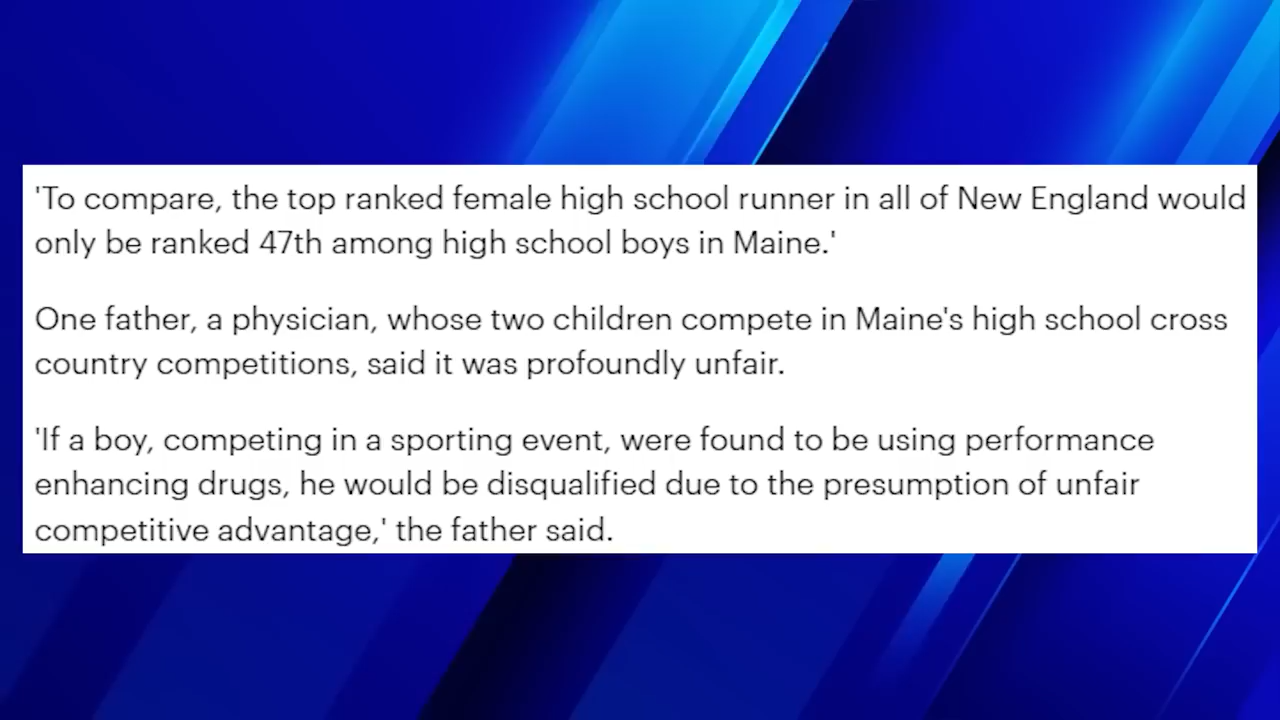 'To compare, the top ranked female high school runner in all of New England would
only be ranked 47th among high school boys in Maine.'
One father, a physician, whose two children compete in Maine's high school cross
country competitions, said it was profoundly unfair.
'If a boy, competing in a sporting event, were found to be using performance
enhancing drugs, he would be disqualified due to the presumption of unfair
competitive advantage,' the father said.